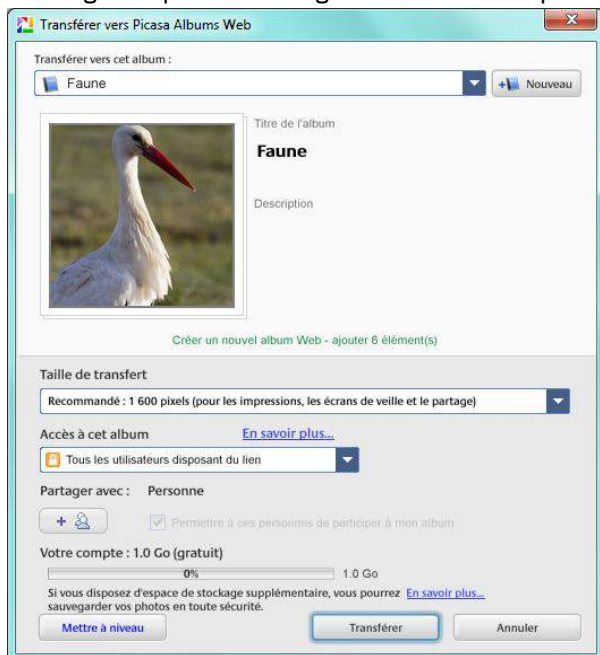 Transférer vers Picasa Albums Web
Transférer vers cet album :
Faune
Nouveau
Titre de l'album
Faune
Description
Créer un nouvel album Web - ajouter 6 élément(s)
Taille de transfert
Recommandé : 1 600 pixels (pour les impressions, les écrans de veille et le partage)
Accès à cet album En savoir plus...
Tous les utilisateurs disposant du lien
Partager avec : Personne
Permettre à ces personnes de participer à mon album
Votre compte : 1.0 Go (gratuit)
0% 1.0 Go
Si vous disposez d'espace de stockage supplémentaire, vous pourrez En savoir plus...
sauvegarder vos photos en toute sécurité.
Mettre à niveau Transférer Annuler